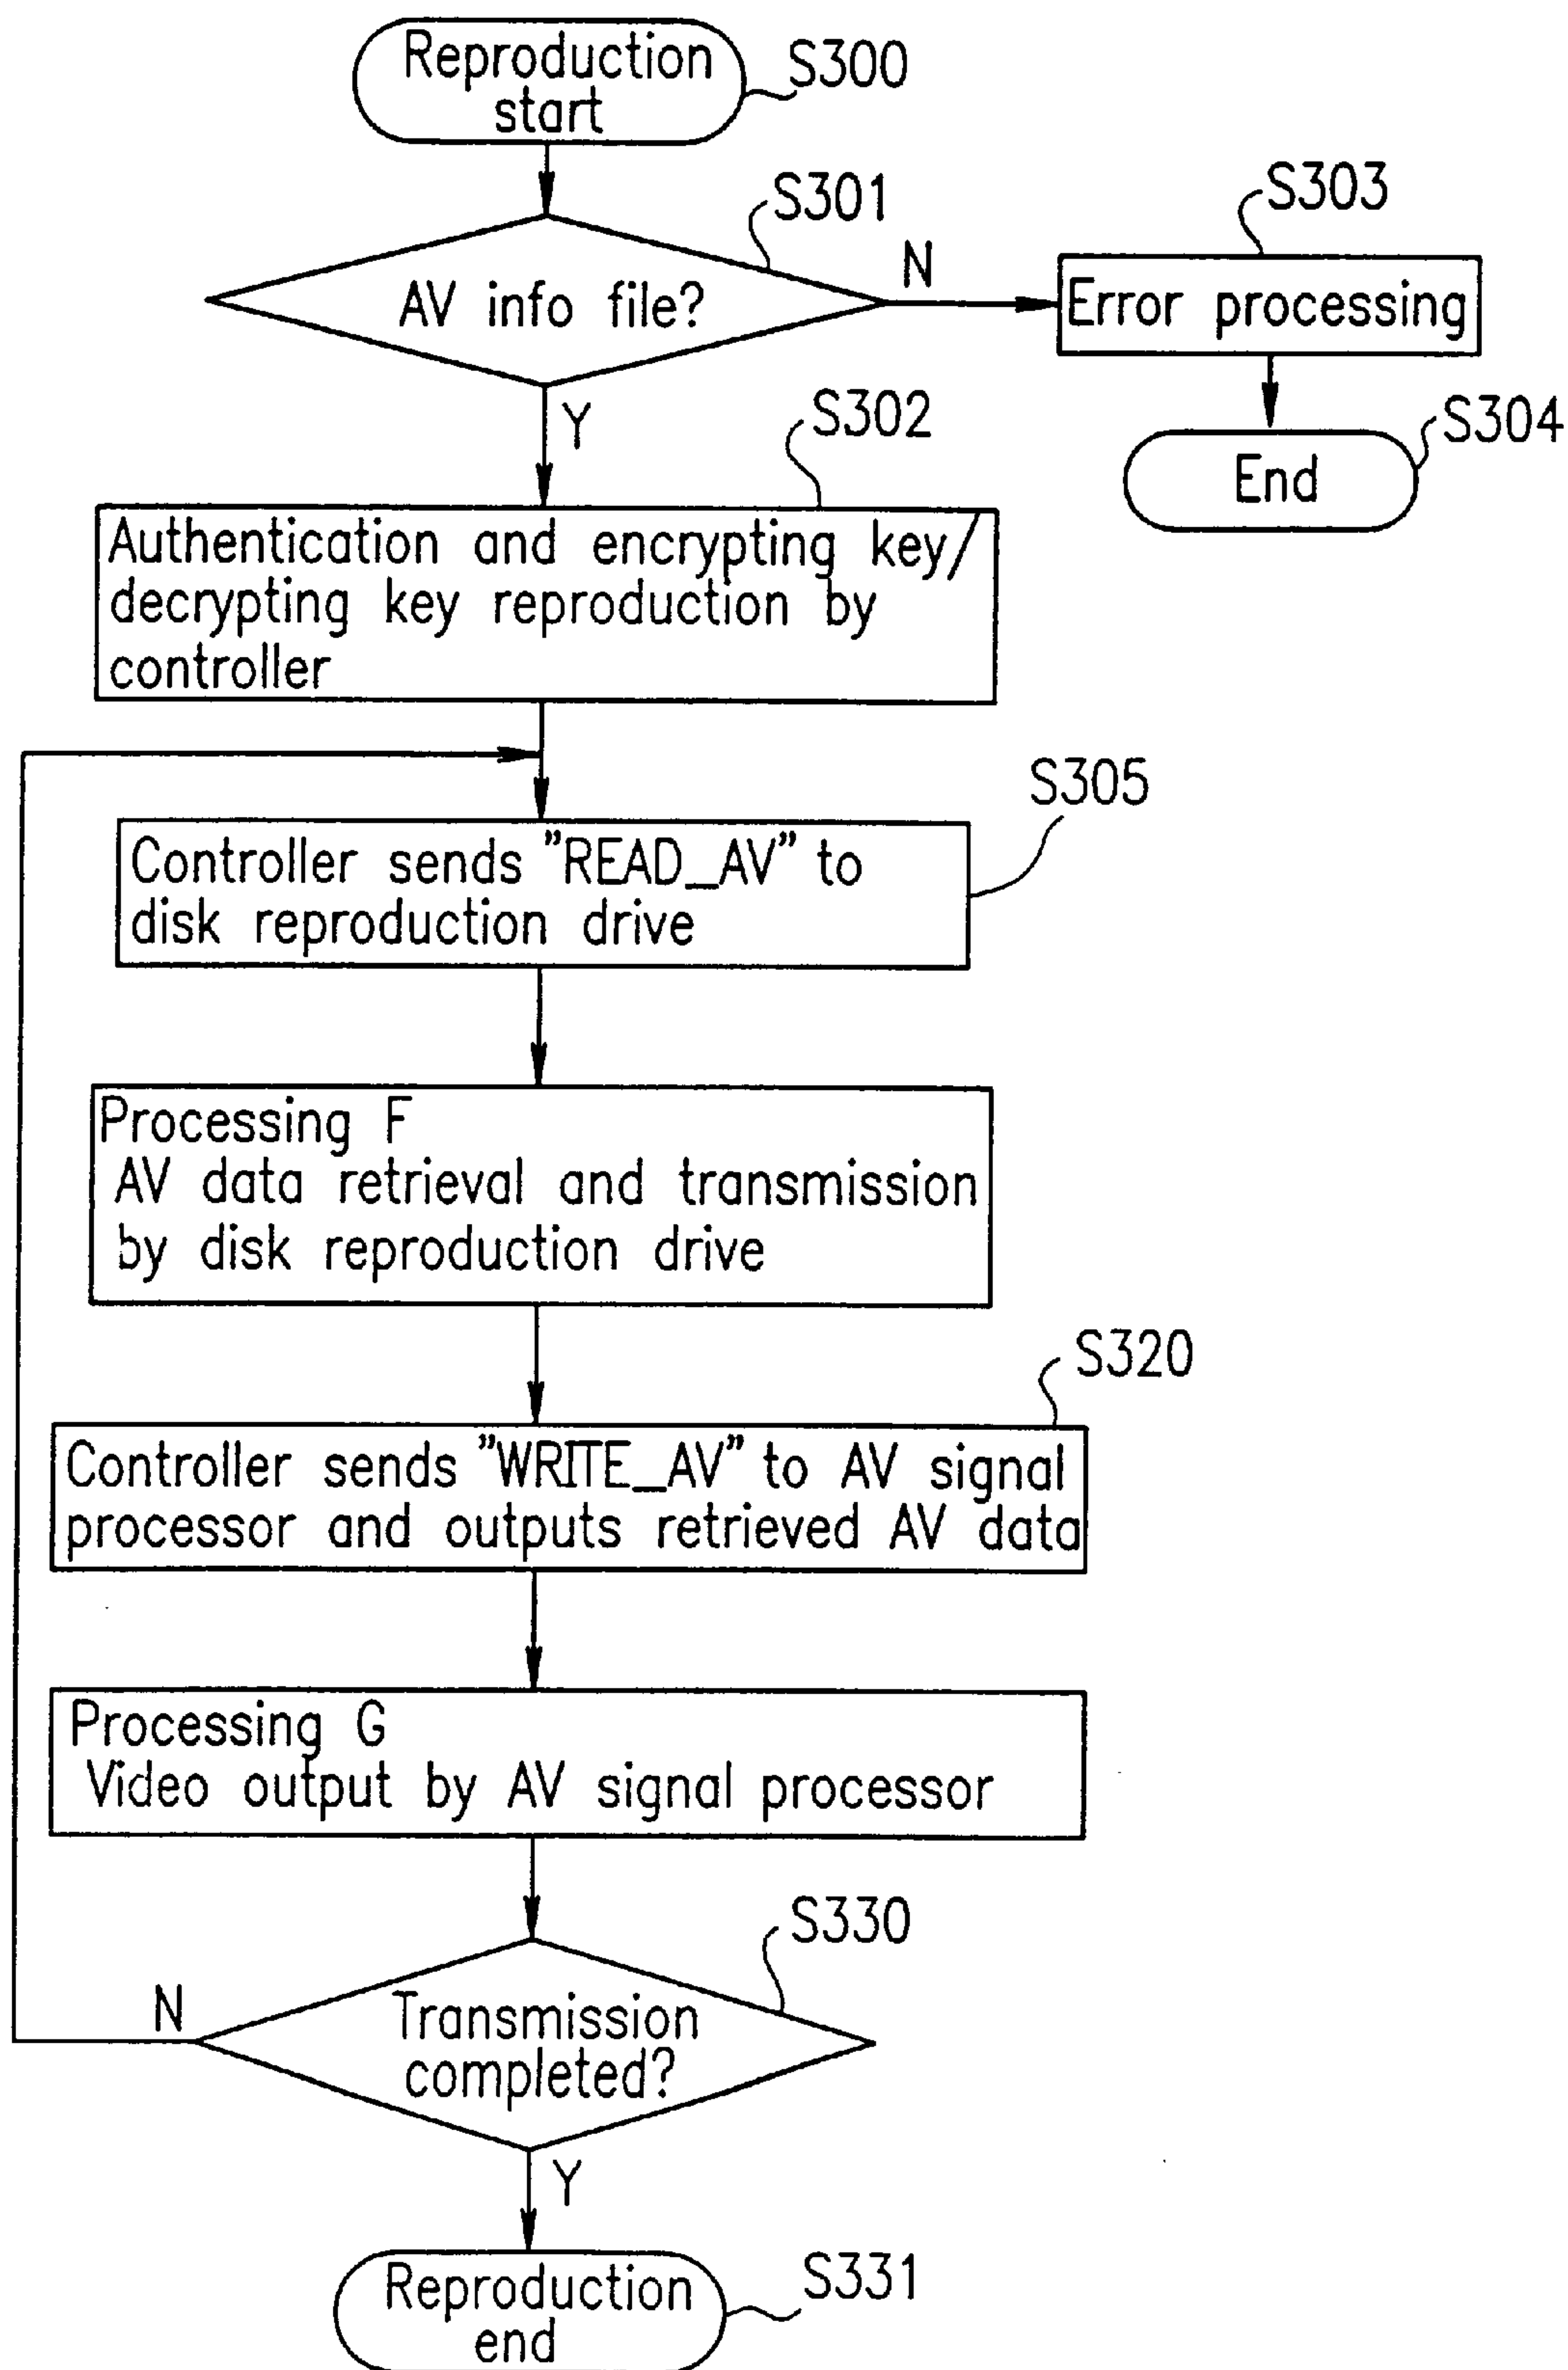 Reproduction
start
S300
S301
AV info file?
N
S303
Error processing
S304
End
Y
S302
Authentication and encrypting key/
decrypting key reproduction by
controller
S305
Controller sends "READ_AV" to
disk reproduction drive
Processing F
AV data retrieval and transmission
by disk reproduction drive
S320
Controller sends "WRITE_AV" to AV signal
processor and outputs retrieved AV data
Processing G
Video output by AV signal processor
S330
N
Transmission
completed?
Y
Reproduction
end
S331